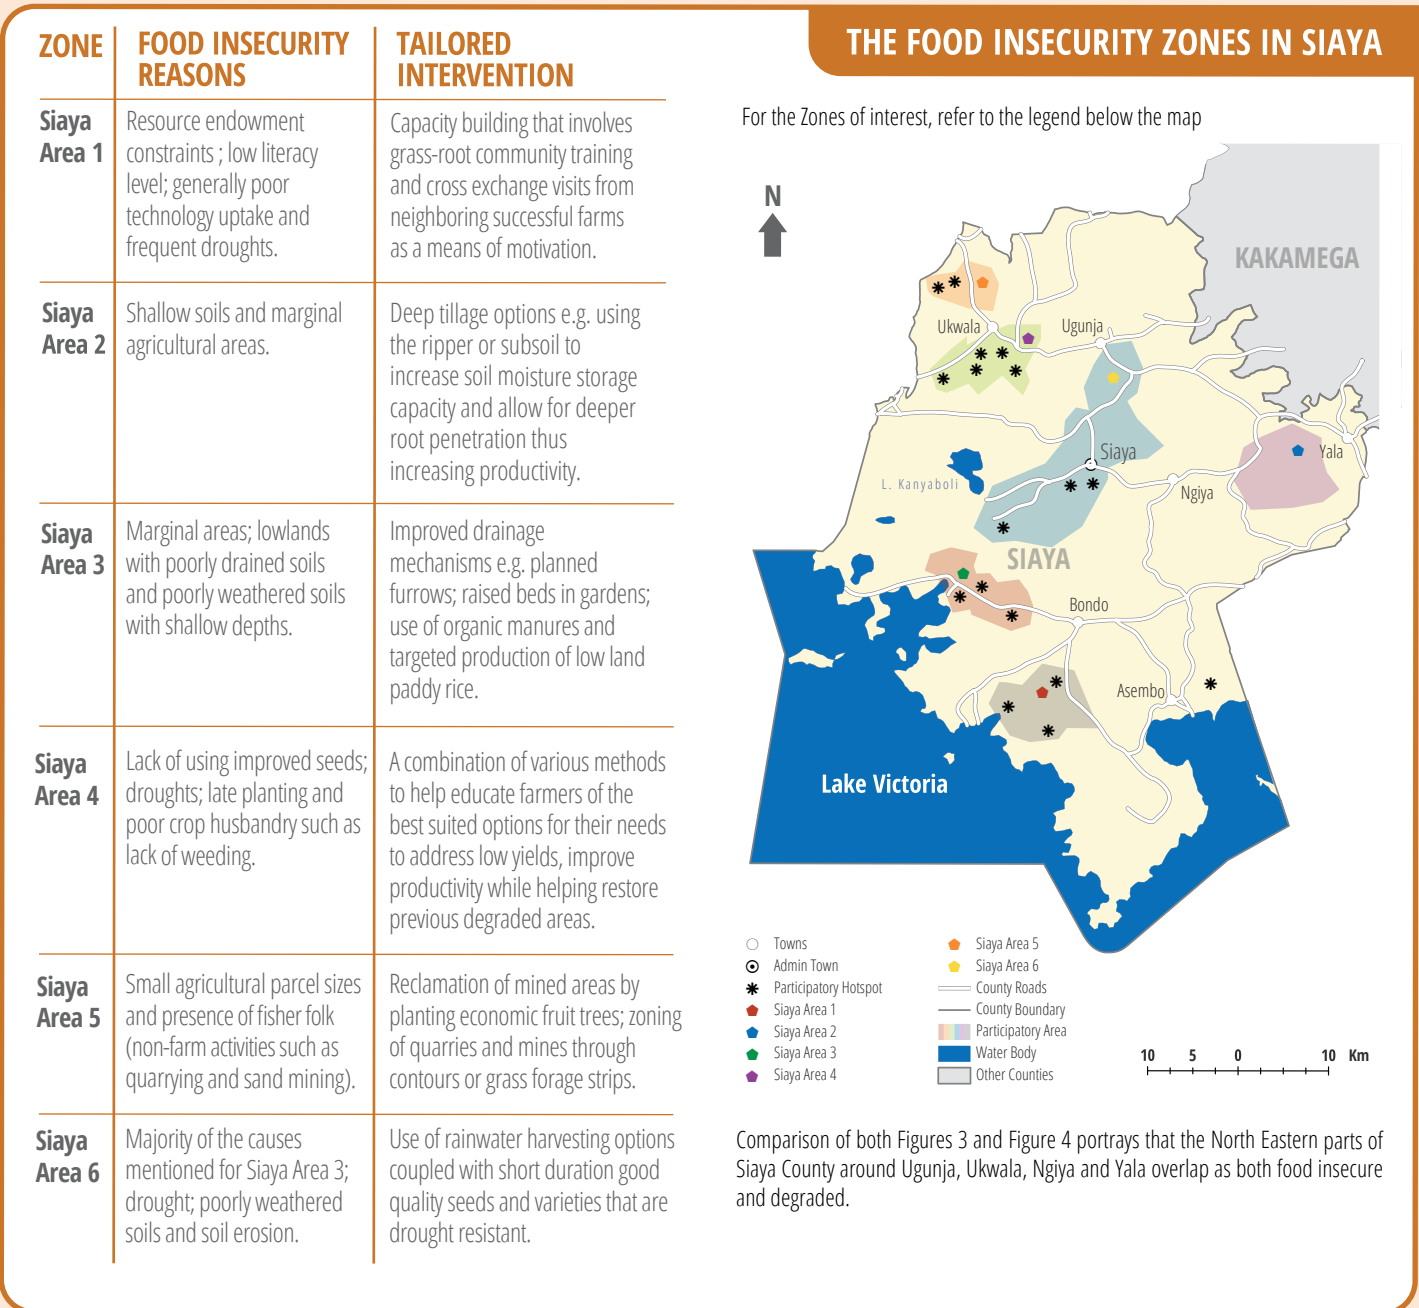 THE FOOD INSECURITY ZONES IN SIAYA
ZONE
FOOD INSECURITY
REASONS
TAILORED
INTERVENTION
Siaya
Area 1
Resource endowment
constraints ; low literacy
level; generally poor
technology uptake and
frequent droughts.
Capacity building that involves
grass-root community training
and cross exchange visits from
neighboring successful farms
as a means of motivation.
Siaya
Area 2
Shallow soils and marginal
agricultural areas.
Deep tillage options e.g. using
the ripper or subsoil to
increase soil moisture storage
capacity and allow for deeper
root penetration thus
increasing productivity.
Siaya
Area 3
Marginal areas; lowlands
with poorly drained soils
and poorly weathered soils
with shallow depths.
Improved drainage
mechanisms e.g. planned
furrows; raised beds in gardens;
use of organic manures and
targeted production of low land
paddy rice.
Siaya
Area 4
Lack of using improved seeds;
droughts; late planting and
poor crop husbandry such as
lack of weeding.
A combination of various methods
to help educate farmers of the
best suited options for their needs
to address low yields, improve
productivity while helping restore
previous degraded areas.
Siaya
Area 5
Small agricultural parcel sizes
and presence of fisher folk
(non-farm activities such as
quarrying and sand mining).
Reclamation of mined areas by
planting economic fruit trees; zoning
of quarries and mines through
contours or grass forage strips.
Siaya
Area 6
Majority of the causes
mentioned for Siaya Area 3;
drought; poorly weathered
soils and soil erosion.
Use of rainwater harvesting options
coupled with short duration good
quality seeds and varieties that are
drought resistant.
For the Zones of interest, refer to the legend below the map
N
KAKAMEGA
Ukwala
Ugunja
Siaya
Yala
L. Kanyaboli
Ngiya
SIAYA
Bondo
Asembo
Lake Victoria
Towns
Admin Town
Participatory Hotspot
Siaya Area 1
Siaya Area 2
Siaya Area 3
Siaya Area 4
Siaya Area 5
Siaya Area 6
County Roads
County Boundary
Participatory Area
Water Body
Other Counties
10 5 0 10 Km
Comparison of both Figures 3 and Figure 4 portrays that the North Eastern parts of
Siaya County around Ugunja, Ukwala, Ngiya and Yala overlap as both food insecure
and degraded.